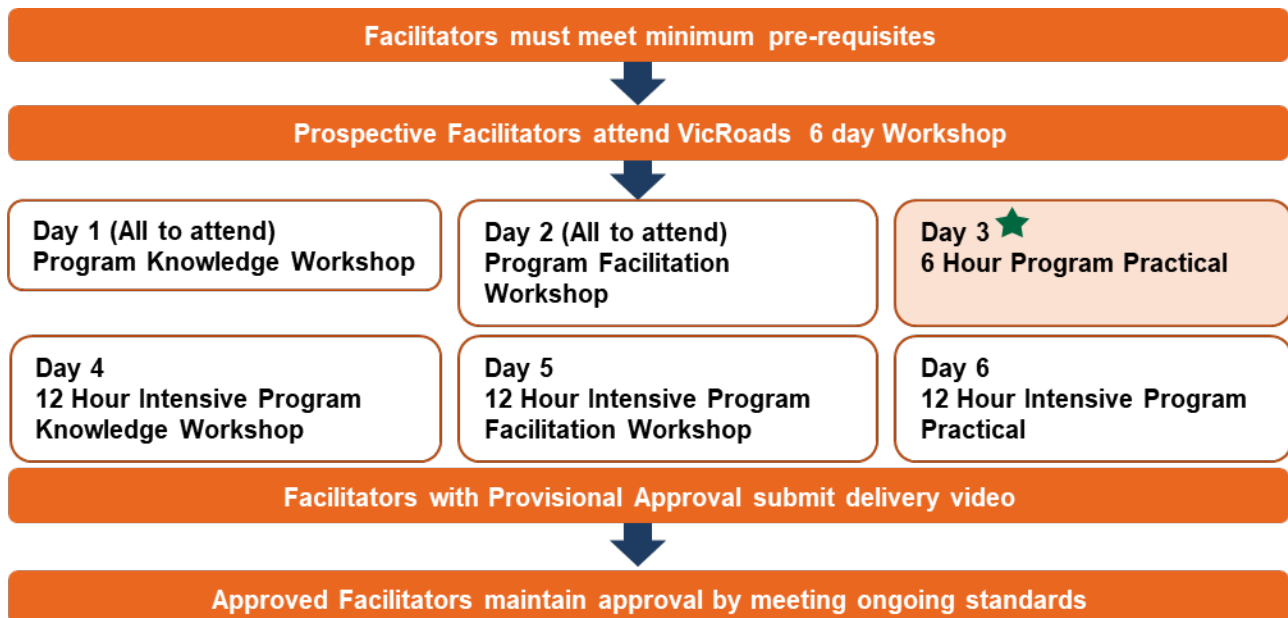 Facilitators must meet minimum pre-requisites
Prospective Facilitators attend VicRoads 6 day Workshop
Day 1 (All to attend)
Program Knowledge Workshop
Day 2 (All to attend)
Program Facilitation
Workshop
Day 3
6 Hour Program Practical
Day 4
12 Hour Intensive Program
Knowledge Workshop
Day 5
12 Hour Intensive Program
Facilitation Workshop
Day 6
12 Hour Intensive Program
Practical
Facilitators with Provisional Approval submit delivery video
Approved Facilitators maintain approval by meeting ongoing standards